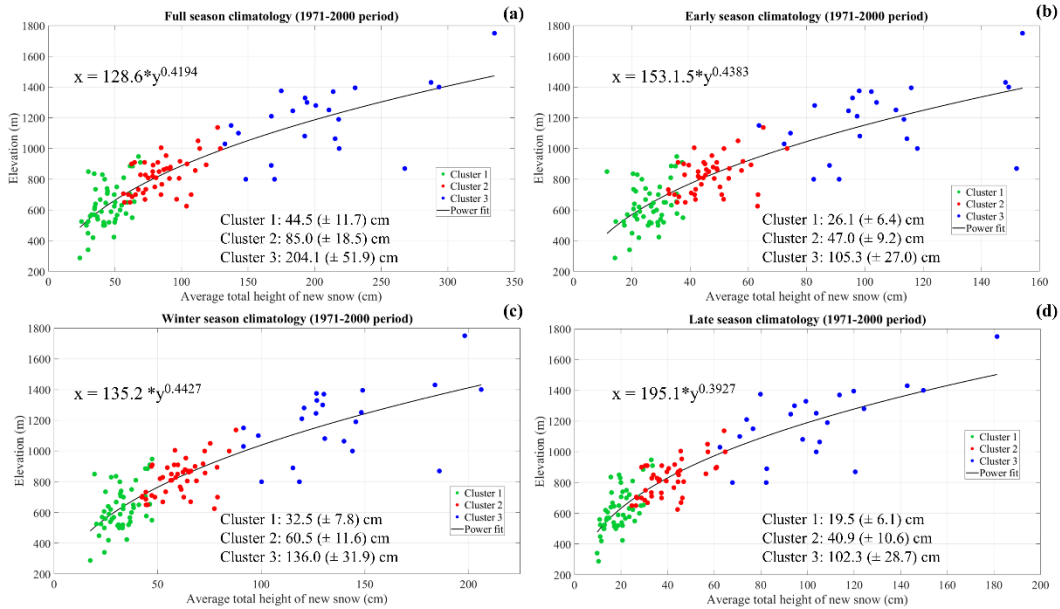 Full season climatology (1971-2000 period)
(a)
1800
1600
1400
1200
1000
800
600
400
200
Elevation (m)
x = 128.6*y^0.4194
Cluster 1
Cluster 2
Cluster 3
Power fit
Cluster 1: 44.5 (± 11.7) cm
Cluster 2: 85.0 (± 18.5) cm
Cluster 3: 204.1 (± 51.9) cm
0 50 100 150 200 250 300 350
Average total height of new snow (cm)
Early season climatology (1971-2000 period)
(b)
1800
1600
1400
1200
1000
800
600
400
200
Elevation (m)
x = 153.1.5*y^0.4383
Cluster 1
Cluster 2
Cluster 3
Power fit
Cluster 1: 26.1 (± 6.4) cm
Cluster 2: 47.0 (± 9.2) cm
Cluster 3: 105.3 (± 27.0) cm
0 20 40 60 80 100 120 140 160
Average total height of new snow (cm)
Winter season climatology (1971-2000 period)
(c)
1800
1600
1400
1200
1000
800
600
400
200
Elevation (m)
x = 135.2 *y^0.4427
Cluster 1
Cluster 2
Cluster 3
Power fit
Cluster 1: 32.5 (± 7.8) cm
Cluster 2: 60.5 (± 11.6) cm
Cluster 3: 136.0 (± 31.9) cm
0 50 100 150 200
Average total height of new snow (cm)
Late season climatology (1971-2000 period)
(d)
1800
1600
1400
1200
1000
800
600
400
200
Elevation (m)
x = 195.1*y^0.3927
Cluster 1
Cluster 2
Cluster 3
Power fit
Cluster 1: 19.5 (± 6.1) cm
Cluster 2: 40.9 (± 10.6) cm
Cluster 3: 102.3 (± 28.7) cm
0 20 40 60 80 100 120 140 160 180 200
Average total height of new snow (cm)